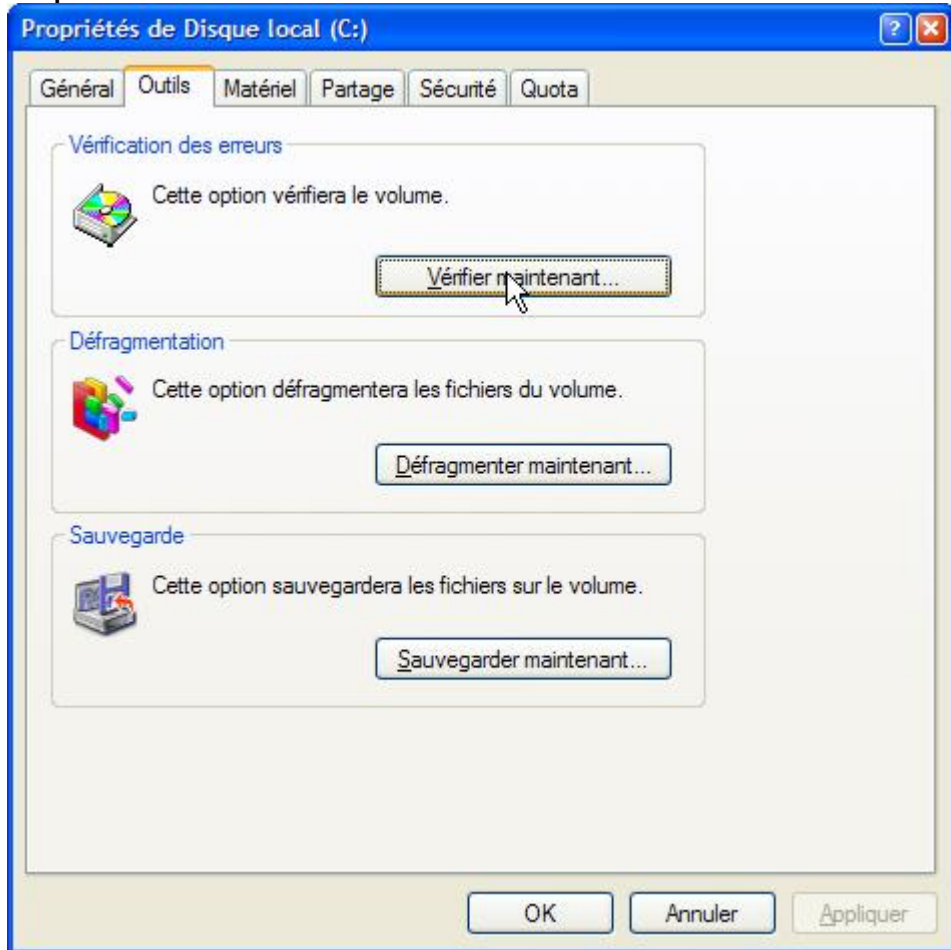 Propriétés de Disque local (C:)
Général Outils Matériel Partage Sécurité Quota
Vérification des erreurs
Cette option vérifiera le volume.
Vérifier maintenant...
Défragmentation
Cette option défragmentera les fichiers du volume.
Défragmenter maintenant...
Sauvegarde
Cette option sauvegardera les fichiers sur le volume.
Sauvegarder maintenant...
OK Annuler Appliquer